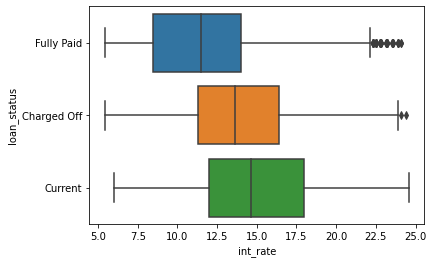 loan_status
Fully Paid
Charged Off
Current
5.0 7.5 10.0 12.5 15.0 17.5 20.0 22.5 25.0
int_rate